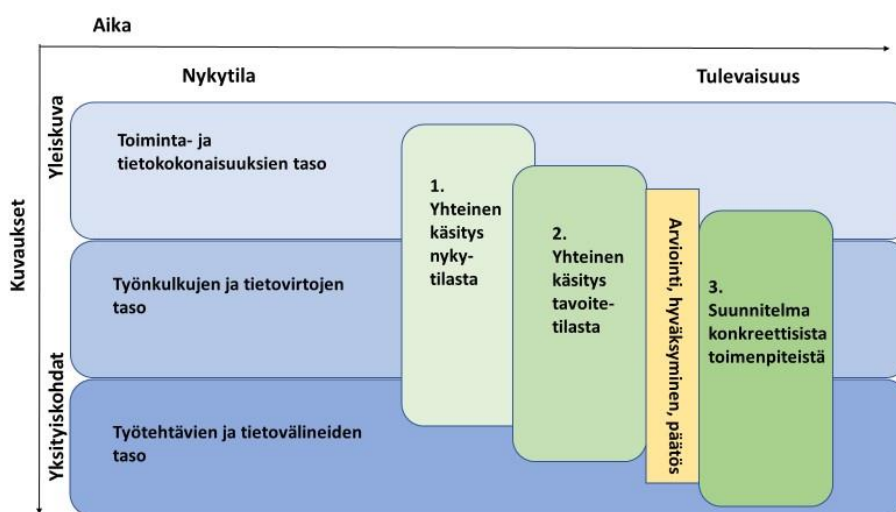 Aika
Nykytila
Tulevaisuus
Kuvaukset
Yleiskuva
Yksityiskohdat
Toiminta- ja
tietokokonaisuuksien taso
Työnkulkujen ja tietovirtojen
taso
Työtehtävien ja tietovälineiden
taso
1.
Yhteinen
käsitys
nyky-
tilasta
2.
Yhteinen
käsitys
tavoite-
tilasta
Arviointi, hyväksyminen, päätös
3.
Suunnitelma
konkreettisista
toimenpiteistä